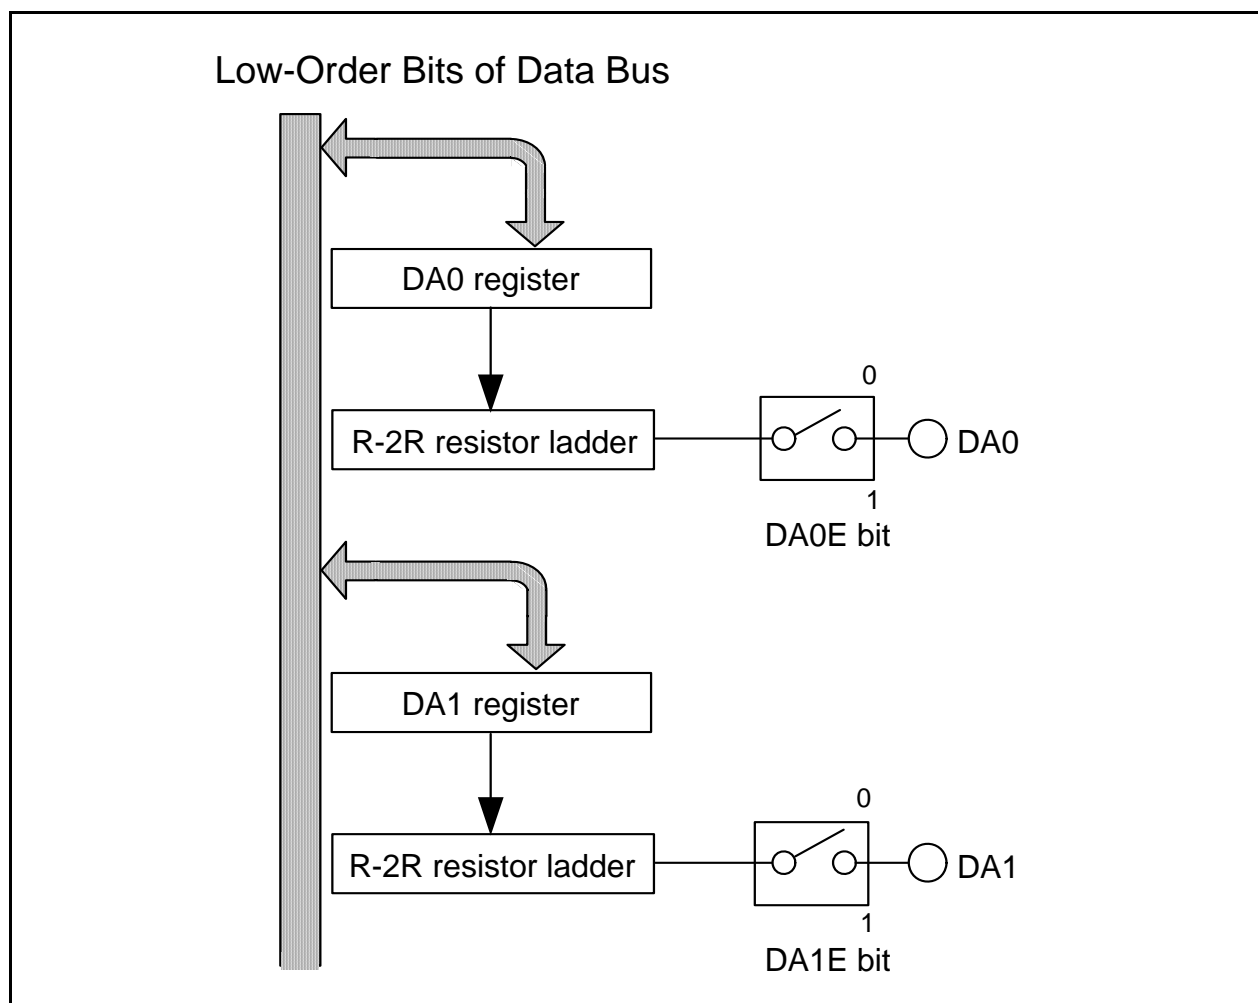 Low-Order Bits of Data Bus
DA0 register
0
R-2R resistor ladder
DA0
1
DA0E bit
DA1 register
0
R-2R resistor ladder
DA1
1
DA1E bit